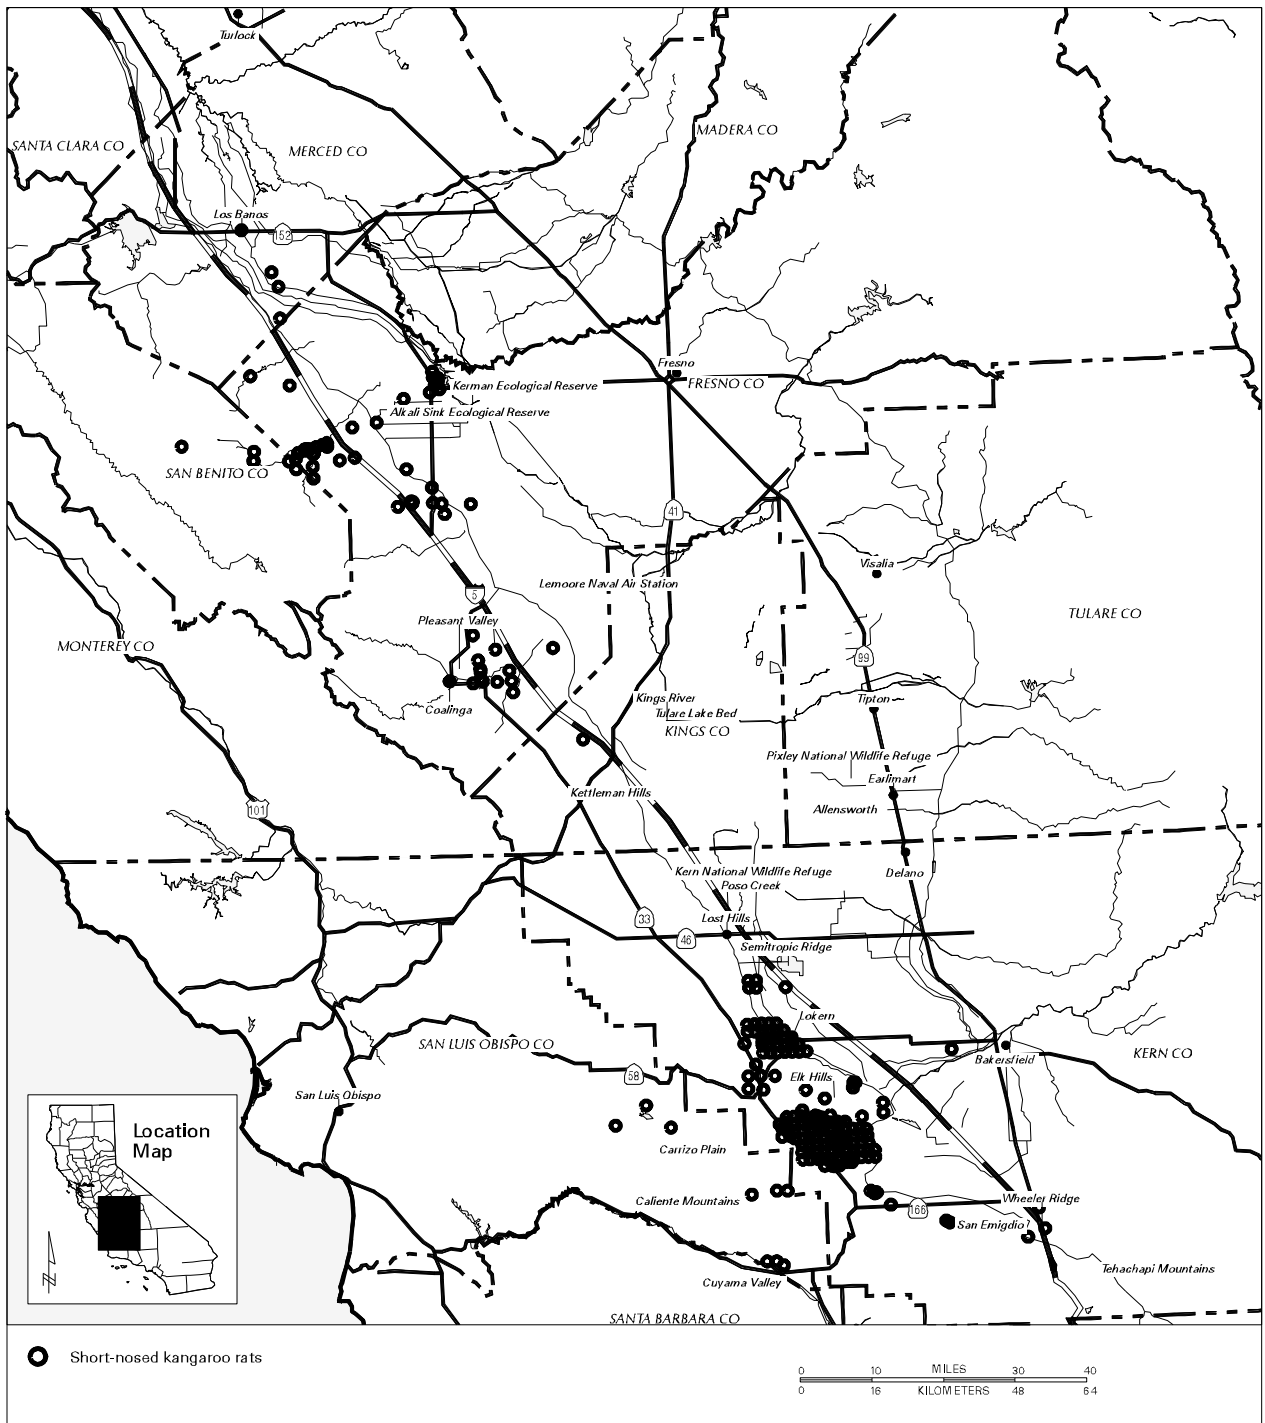 Turlock
SANTA CLARA CO
MERCED CO
MADERA CO
Los Banos
152
Fresno
FRESNO CO
Kerman Ecological Reserve
Alkali Sink Ecological Reserve
SAN BENITO CO
41
Visalia
Lemoore Naval Air Station
5
Pleasant Valley
TULARE CO
MONTEREY CO
99
Coalinga
Kings River
Tulare Lake Bed
KINGS CO
Tipton
Pixley National Wildlife Refuge
Earlimart
Kettleman Hills
Allensworth
101
Kern National Wildlife Refuge
Poso Creek
Delano
33
46
Lost Hills
Semitropic Ridge
Lokern
SAN LUIS OBISPO CO
Bakersfield
KERN CO
58
Elk Hills
San Luis Obispo
Carrizo Plain
Caliente Mountains
166
Wheeler Ridge
San Emigdio
Cuyama Valley
Tehachapi Mountains
SANTA BARBARA CO
Location
Map
N
Short-nosed kangaroo rats
0 10 MILES 30 40
0 16 KILOMETERS 48 64